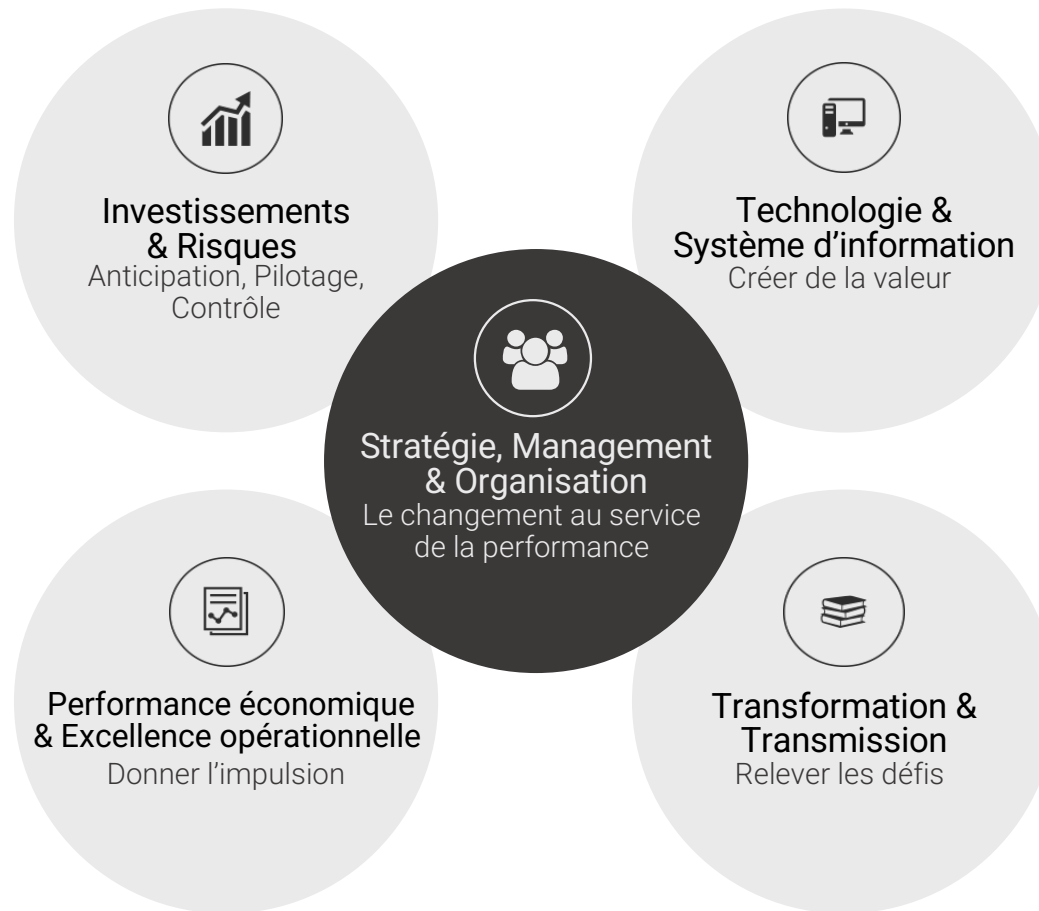 Investissements
& Risques
Anticipation, Pilotage,
Contrôle
Technologie &
Système d’information
Créer de la valeur
Stratégie, Management
& Organisation
Le changement au service
de la performance
Performance économique
& Excellence opérationnelle
Donner l’impulsion
Transformation &
Transmission
Relever les défis